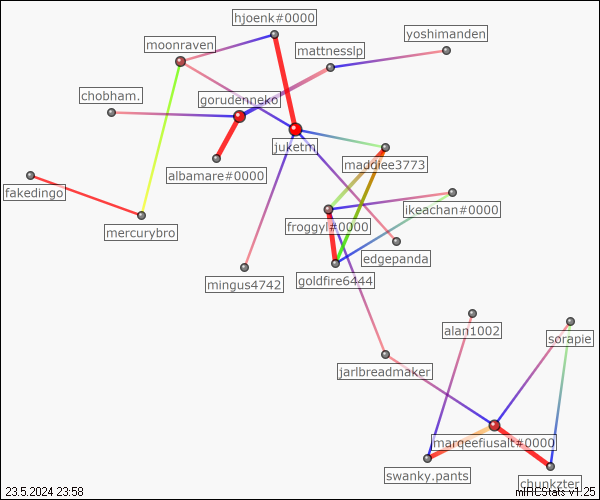 hjoenk#0000
yoshimanden
moonraven
mattnesslp
chobham.
gorudenneko
juketm
maddiee3773
albamare#0000
fakedingo
ikeachan#0000
froggyl#0000
mercurybro
edgepanda
mingus4742
goldfire6444
alan1002
sorapie
jarlbreadmaker
marqeefiusalt#0000
swanky.pants
chunkzter
23.5.2024 23:58
mIRCStats v1.25